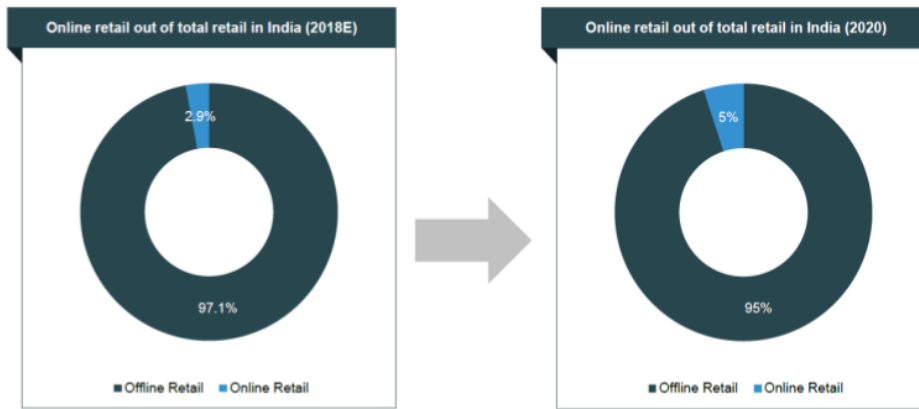 Online retail out of total retail in India (2018E)
2.9%
97.1%
Offline Retail Online Retail
Online retail out of total retail in India (2020)
5%
95%
Offline Retail Online Retail